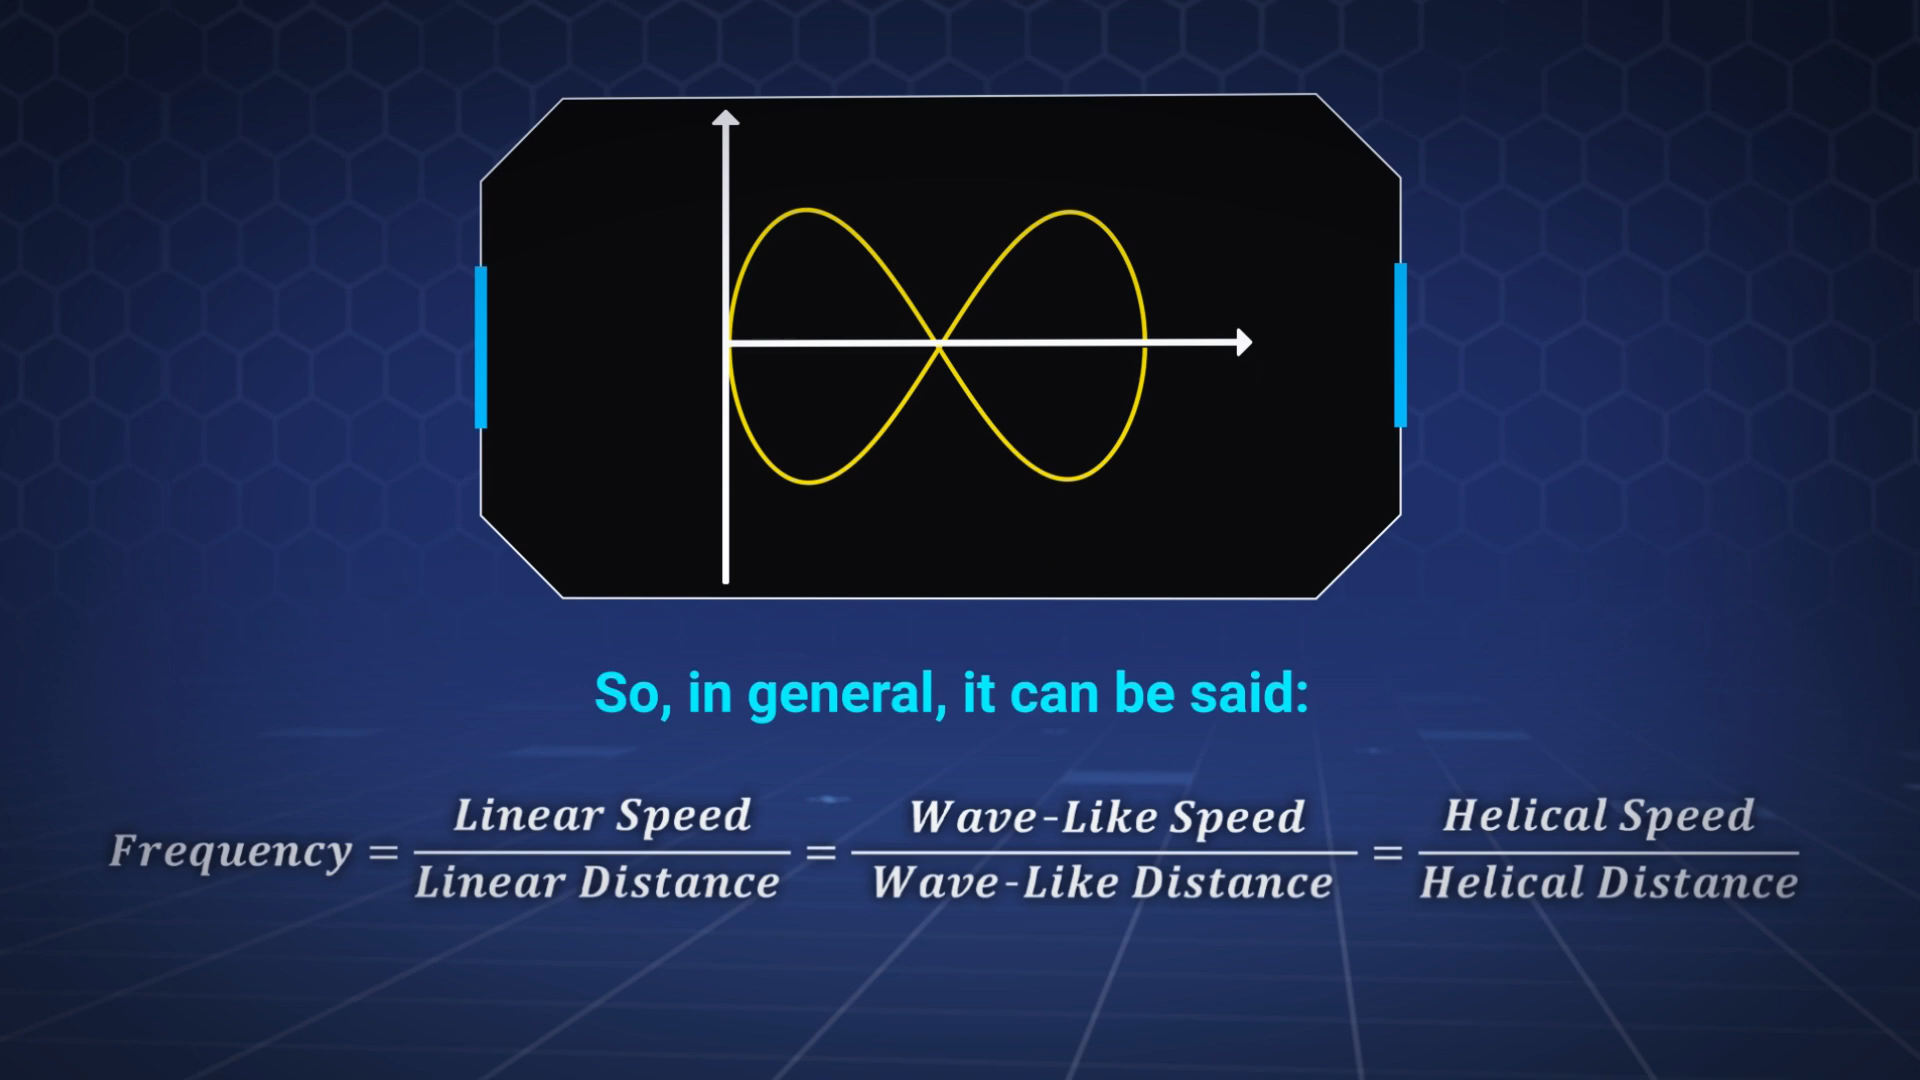 So, in general, it can be said:
Frequency = Linear Speed / Linear Distance = Wave-Like Speed / Wave-Like Distance = Helical Speed / Helical Distance